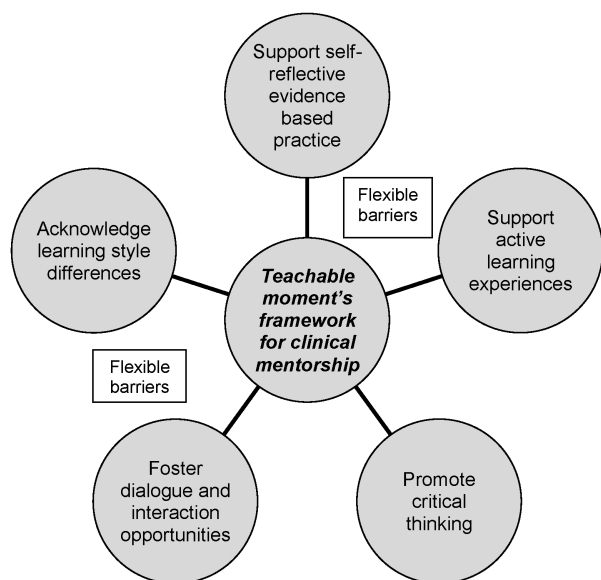 Support self-
reflective
evidence
based
practice
Flexible
barriers
Acknowledge
learning style
differences
Support
active
learning
experiences
Teachable
moment's
framework
for clinical
mentorship
Flexible
barriers
Foster
dialogue and
interaction
opportunities
Promote
critical
thinking